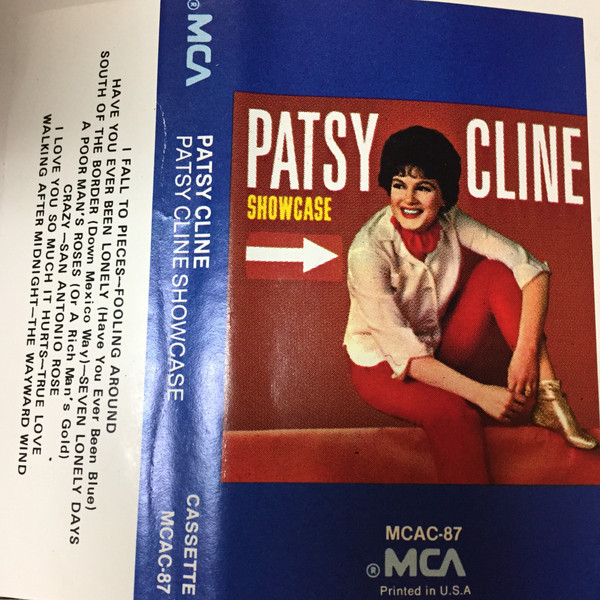 I FALL TO PIECES—FOOLING AROUND
HAVE YOU EVER BEEN LONELY (Have You Ever Been Blue)
SOUTH OF THE BORDER (Down Mexico Way)—SEVEN LONELY DAYS
A POOR MAN'S ROSES (Or A Rich Man's Gold)
CRAZY—SAN ANTONIO ROSE
I LOVE YOU SO MUCH IT HURTS—TRUE LOVE
WALKING AFTER MIDNIGHT—THE WAYWARD WIND
® MCA
PATSY CLINE
PATSY CLINE SHOWCASE
CASSETTE
MCAC-87
PATSY CLINE
SHOWCASE
MCAC-87
® MCA
Printed in U.S.A